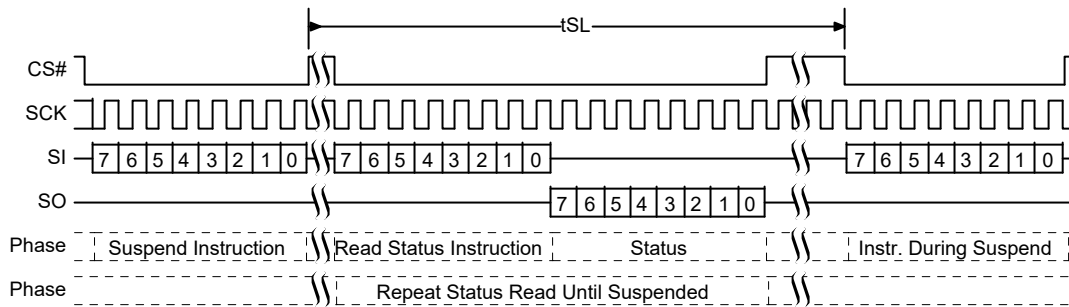 tSL
CS#
SCK
SI 7 6 5 4 3 2 1 0 7 6 5 4 3 2 1 0 7 6 5 4 3 2 1 0
SO 7 6 5 4 3 2 1 0
Phase Suspend Instruction Read Status Instruction Status Instr. During Suspend
Phase Repeat Status Read Until Suspended